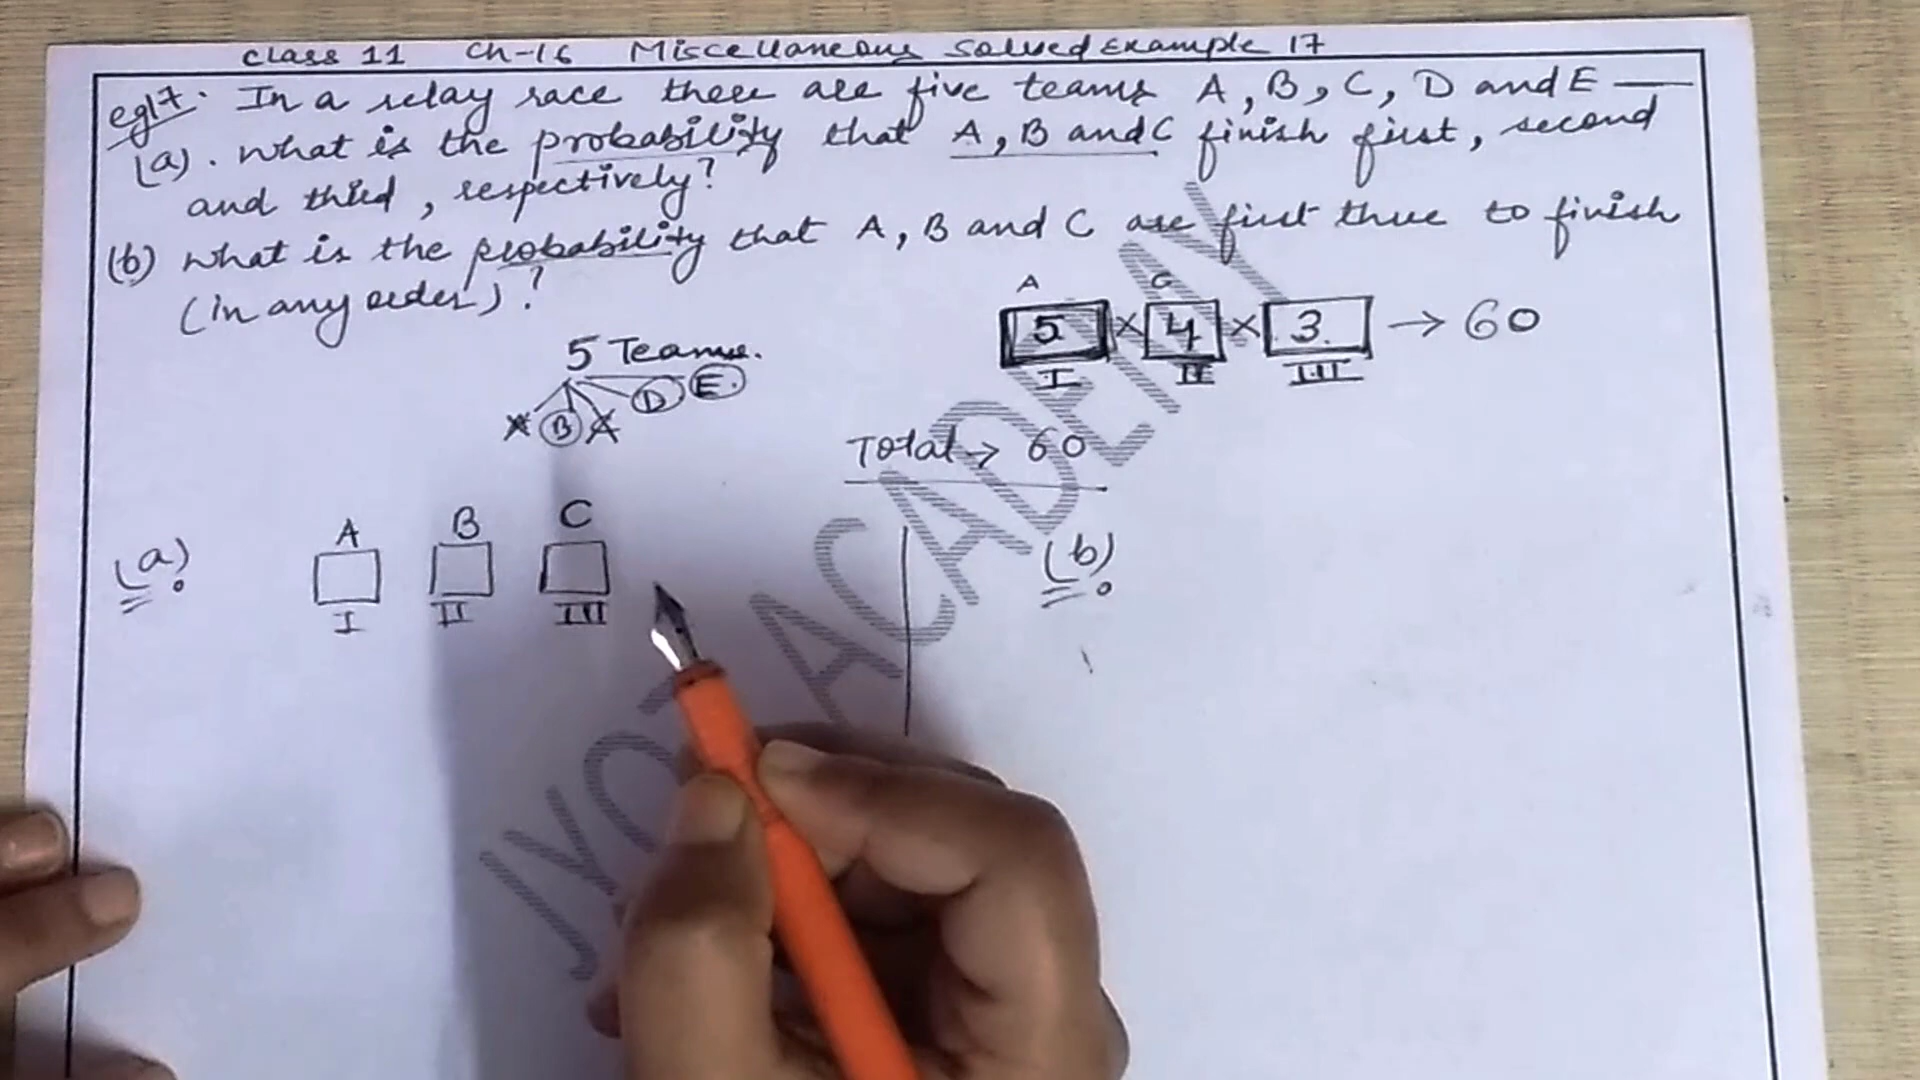 Class 11 Ch-16 Miscellaneous Solved Example 17
eg17. In a relay race there are five teams A, B, C, D and E —
(a). What is the probability that A, B and C finish first, second
and third, respectively?
(b) What is the probability that A, B and C are first three to finish
(in any order)?
A
5 x 4 x 3 → 60
I II III
5 Teams.
B D E.
Total → 60
(a)
A B C
I II III
(b)
JYOTI ACADEMY